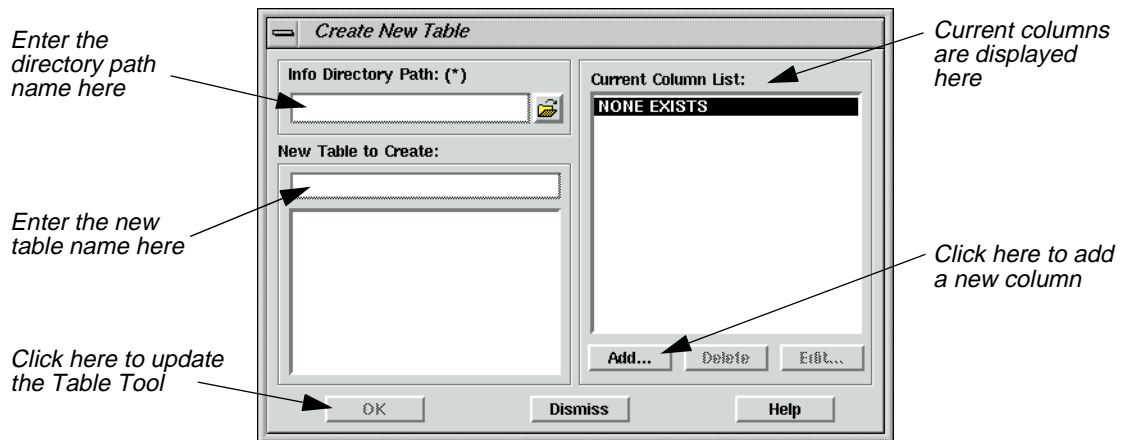 Enter the
directory path
name here
Enter the new
table name here
Click here to update
the Table Tool
Create New Table
Info Directory Path: (*)
New Table to Create:
Current Column List:
NONE EXISTS
Add...
Delete
Edit...
OK
Dismiss
Help
Current columns
are displayed
here
Click here to add
a new column